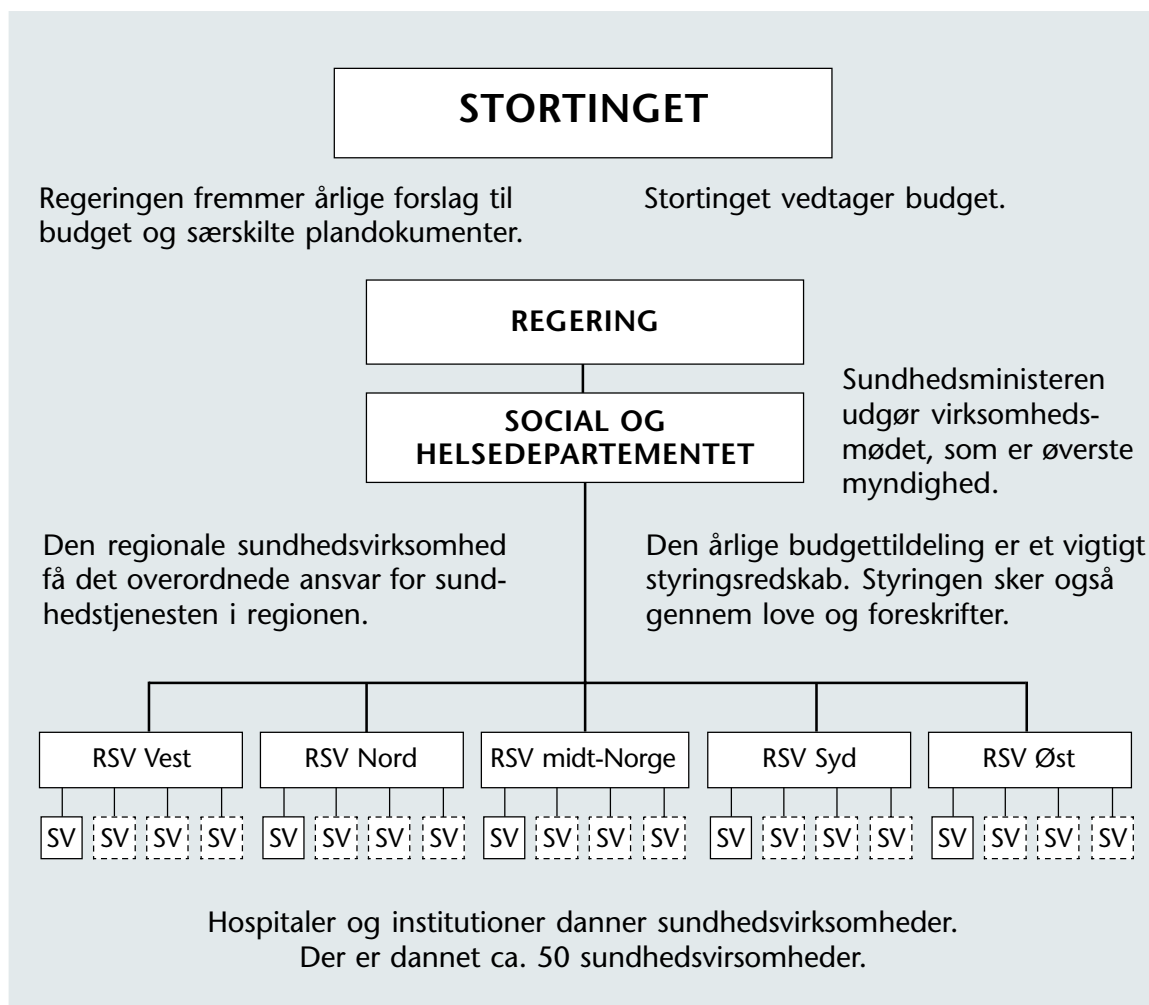 STORTINGET
Regeringen fremmer årlige forslag til
budget og særskilte plandokumenter.
Stortinget vedtager budget.
REGERING
SOCIAL OG
HELSEDEPARTEMENTET
Sundhedsministeren
udgør virksomheds-
mødet, som er øverste
myndighed.
Den regionale sundhedsvirksomhed
få det overordnede ansvar for sund-
hedstjenesten i regionen.
Den årlige budgettildeling er et vigtigt
styringsredskab. Styringen sker også
gennem love og foreskrifter.
RSV Vest RSV Nord RSV midt-Norge RSV Syd RSV Øst
SV SV SV SV SV SV SV SV SV SV SV SV SV SV SV SV SV SV SV SV
Hospitaler og institutioner danner sundhedsvirksomheder.
Der er dannet ca. 50 sundhedsvirsomheder.